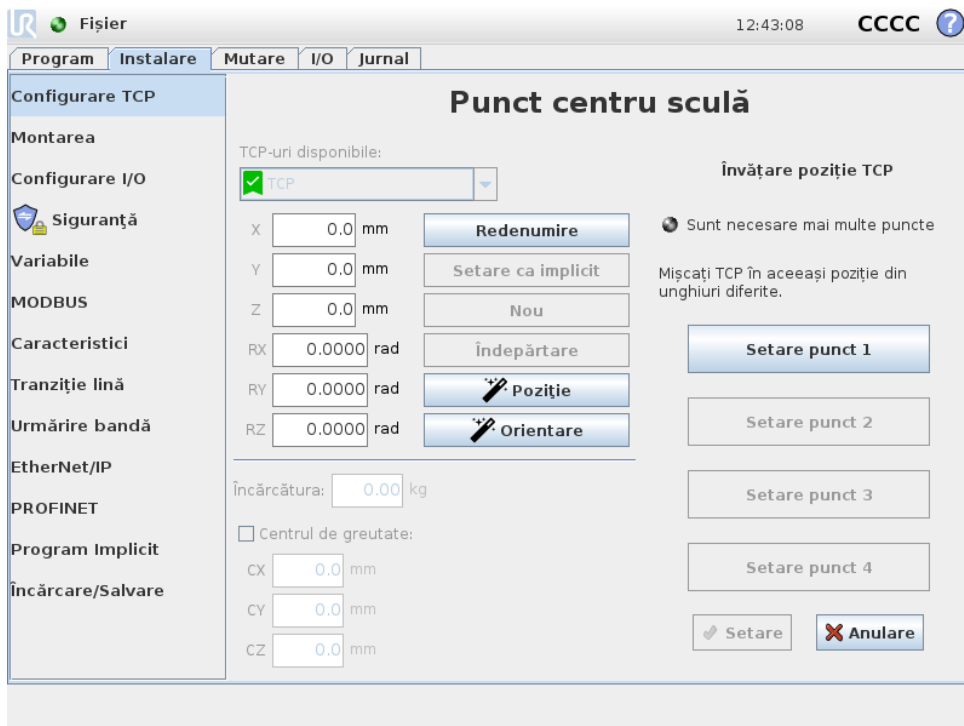 UR Fișier 12:43:08 CCCC ?
Program Instalare Mutare I/O Jurnal
Configurare TCP
Montarea
Configurare I/O
Siguranţă
Variabile
MODBUS
Caracteristici
Tranziție lină
Urmărire bandă
EtherNet/IP
PROFINET
Program Implicit
Încărcare/Salvare
Punct centru sculă
TCP-uri disponibile:
TCP
X 0.0 mm Redenumire
Y 0.0 mm Setare ca implicit
Z 0.0 mm Nou
RX 0.0000 rad Îndepărtare
RY 0.0000 rad Poziţie
RZ 0.0000 rad Orientare
Încărcătura: 0.00 kg
Centrul de greutate:
CX 0.0 mm
CY 0.0 mm
CZ 0.0 mm
Învățare poziție TCP
Sunt necesare mai multe puncte
Mișcați TCP în aceeași poziție din
unghiuri diferite.
Setare punct 1
Setare punct 2
Setare punct 3
Setare punct 4
Setare Anulare